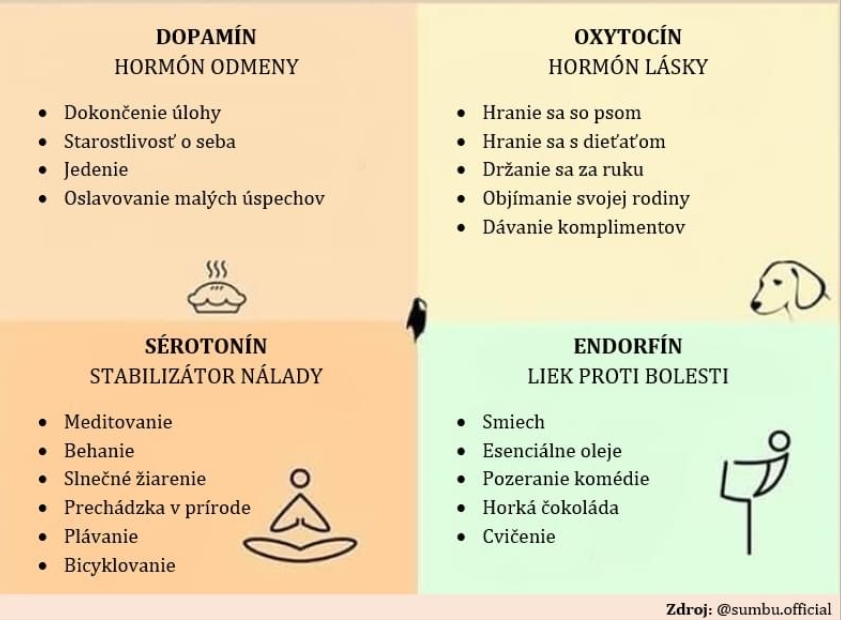 DOPAMÍN
HORMÓN ODMENY
• Dokončenie úlohy
• Starostlivosť o seba
• Jedenie
• Oslavovanie malých úspechov
OXYTOCÍN
HORMÓN LÁSKY
• Hranie sa so psom
• Hranie sa s dieťaťom
• Držanie sa za ruku
• Objímanie svojej rodiny
• Dávanie komplimentov
SÉROTONÍN
STABILIZÁTOR NÁLADY
• Meditovanie
• Behanie
• Slnečné žiarenie
• Prechádzka v prírode
• Plávanie
• Bicyklovanie
ENDORFÍN
LIEK PROTI BOLESTI
• Smiech
• Esenciálne oleje
• Pozeranie komédie
• Horká čokoláda
• Cvičenie
Zdroj: @sumbu.official